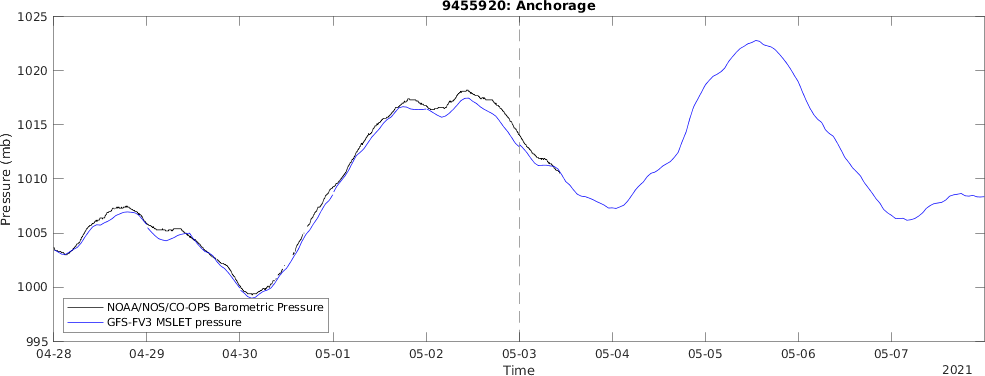 9455920: Anchorage
Pressure (mb)
1025
1020
1015
1010
1005
1000
995
NOAA/NOS/CO-OPS Barometric Pressure
GFS-FV3 MSLET pressure
04-28 04-29 04-30 05-01 05-02 05-03 05-04 05-05 05-06 05-07
Time
2021